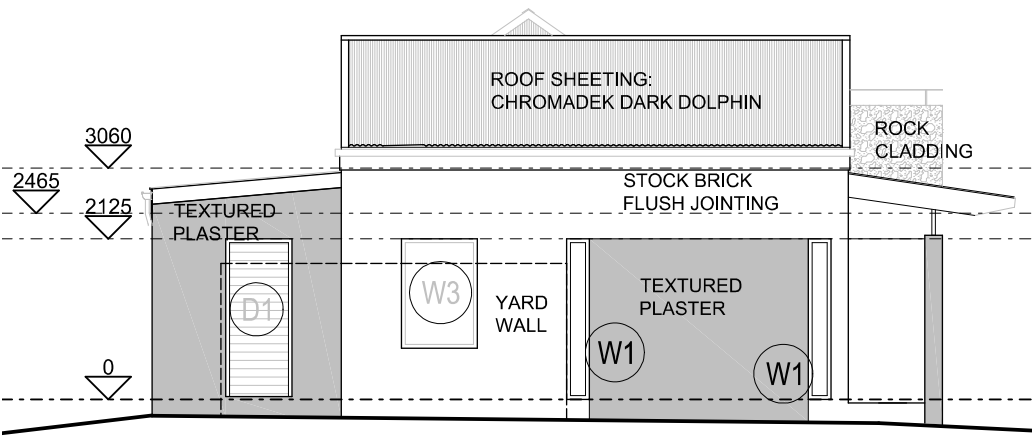 ROOF SHEETING:
CHROMADEK DARK DOLPHIN
ROCK
CLADDING
3060
2465
2125
STOCK BRICK
FLUSH JOINTING
TEXTURED
PLASTER
D1
W3
YARD
WALL
TEXTURED
PLASTER
W1
W1
0